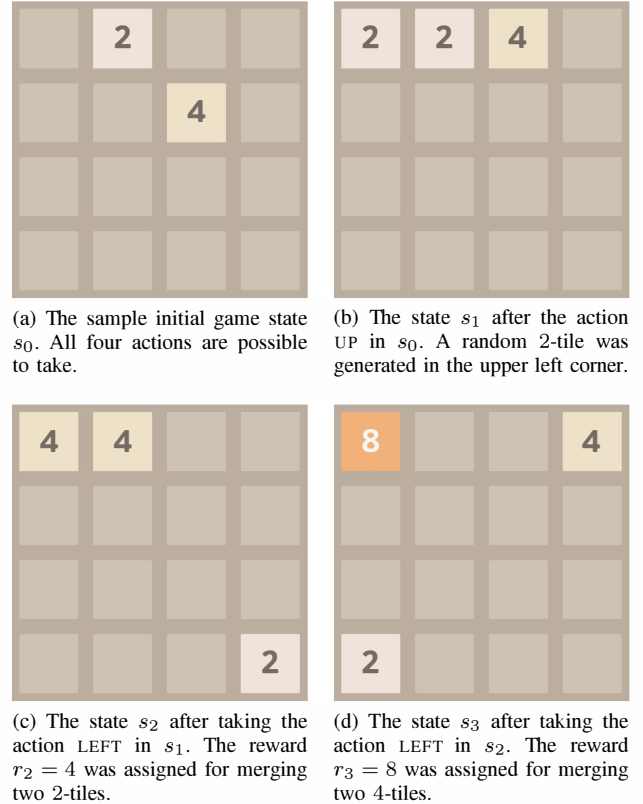 2
4
(a) The sample initial game state
s0. All four actions are possible
to take.
2 2 4
(b) The state s1 after the action
UP in s0. A random 2-tile was
generated in the upper left corner.
4 4
2
(c) The state s2 after taking the
action LEFT in s1. The reward
r2 = 4 was assigned for merging
two 2-tiles.
8 4
2
(d) The state s3 after taking the
action LEFT in s2. The reward
r3 = 8 was assigned for merging
two 4-tiles.